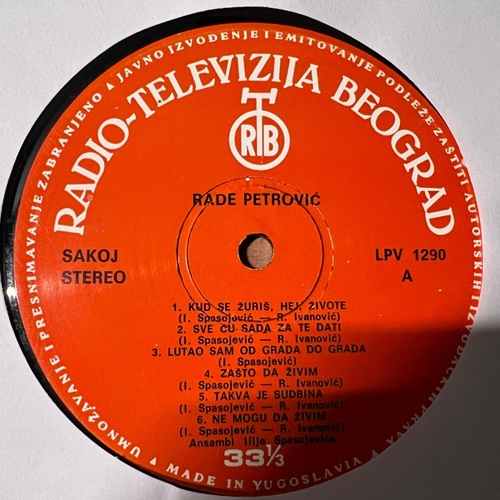 ▲ JAVNO IZVOĐENJE I EMITOVANJE PODLEŽE ZAŠTITI AUTORSKIH I IZVOĐAČKIH PRAVA
▲ UMNOŽAVANJE I PRESNIMAVANJE ZABRANJENO
RADIO-TELEVIZIJA BEOGRAD
RTB
RADE PETROVIĆ
SAKOJ
STEREO
LPV 1290
A
1. KUD SE ŽURIŠ, HEJ, ŽIVOTE
(I. Spasojević — R. Ivanović)
2. SVE ĆU SADA ZA TE DATI
(I. Spasojević — R. Ivanović)
3. LUTAO SAM OD GRADA DO GRADA
(I. Spasojević)
4. ZAŠTO DA ŽIVIM
(I. Spasojević — R. Ivanović)
5. TAKVA JE SUDBINA
(I. Spasojević — R. Ivanović)
6. NE MOGU DA ŽIVIM
(I. Spasojević — R. Ivanović)
Ansambl Ilije Spasojevića
33⅓
▲ MADE IN YUGOSLAVIA ▲